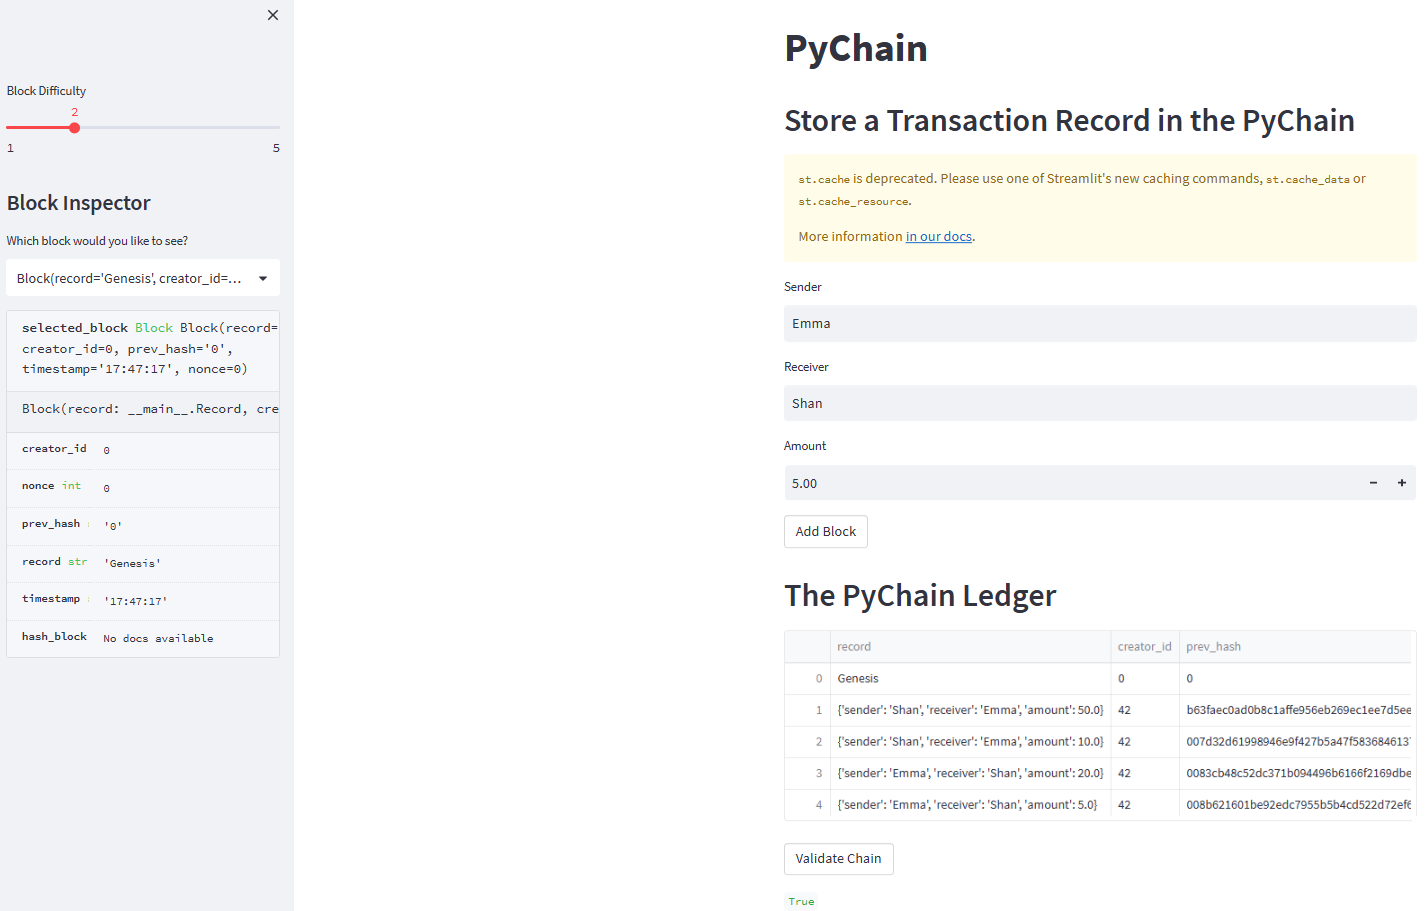 Block Difficulty
2
1 5
Block Inspector
Which block would you like to see?
Block(record='Genesis', creator_id=...
selected_block Block Block(record=
creator_id=0, prev_hash='0',
timestamp='17:47:17', nonce=0)
Block(record: __main__.Record, cre
creator_id 0
nonce int 0
prev_hash '0'
record str 'Genesis'
timestamp '17:47:17'
hash_block No docs available
PyChain
Store a Transaction Record in the PyChain
st.cache is deprecated. Please use one of Streamlit's new caching commands, st.cache_data or
st.cache_resource.
More information in our docs.
Sender
Emma
Receiver
Shan
Amount
5.00 - +
Add Block
The PyChain Ledger
record creator_id prev_hash
0 Genesis 0 0
1 {'sender': 'Shan', 'receiver': 'Emma', 'amount': 50.0} 42 b63faec0ad0b8c1affe956eb269ec1ee7d5ee
2 {'sender': 'Shan', 'receiver': 'Emma', 'amount': 10.0} 42 007d32d61998946e9f427b5a47f583684613
3 {'sender': 'Emma', 'receiver': 'Shan', 'amount': 20.0} 42 0083cb48c52dc371b094496b6166f2169dbe
4 {'sender': 'Emma', 'receiver': 'Shan', 'amount': 5.0} 42 008b621601be92edc7955b5b4cd522d72ef6
Validate Chain
True